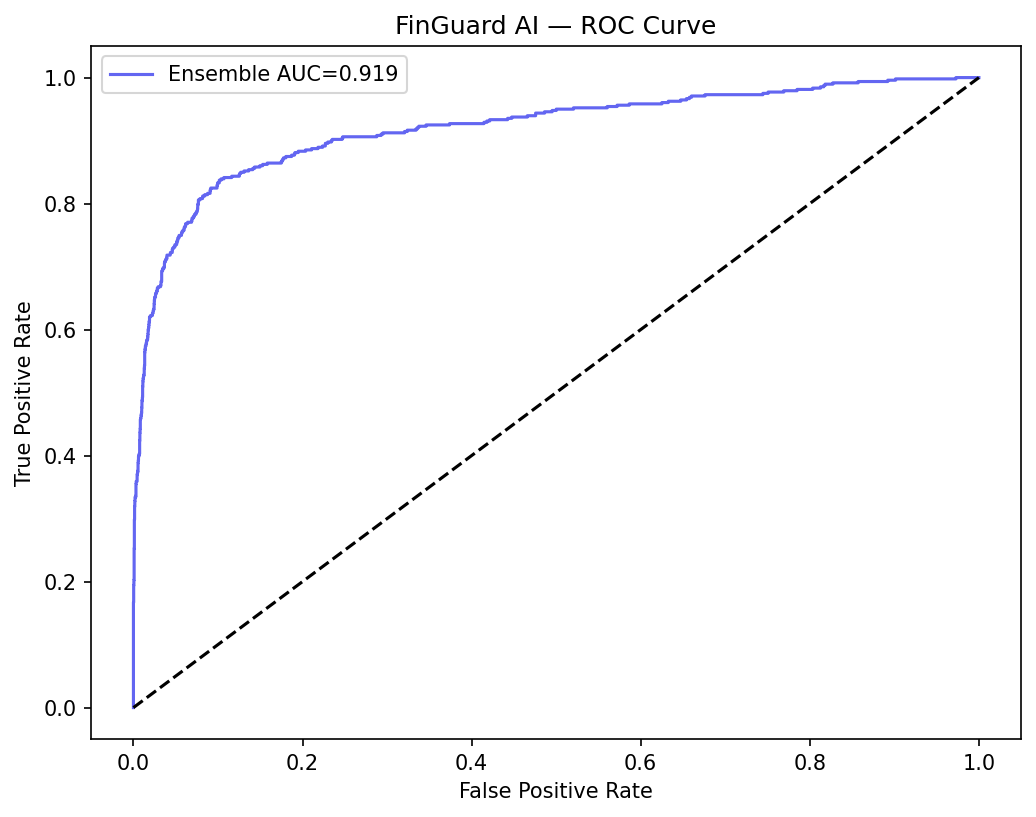 FinGuard AI — ROC Curve
Ensemble AUC=0.919
True Positive Rate
1.0
0.8
0.6
0.4
0.2
0.0
0.0 0.2 0.4 0.6 0.8 1.0
False Positive Rate